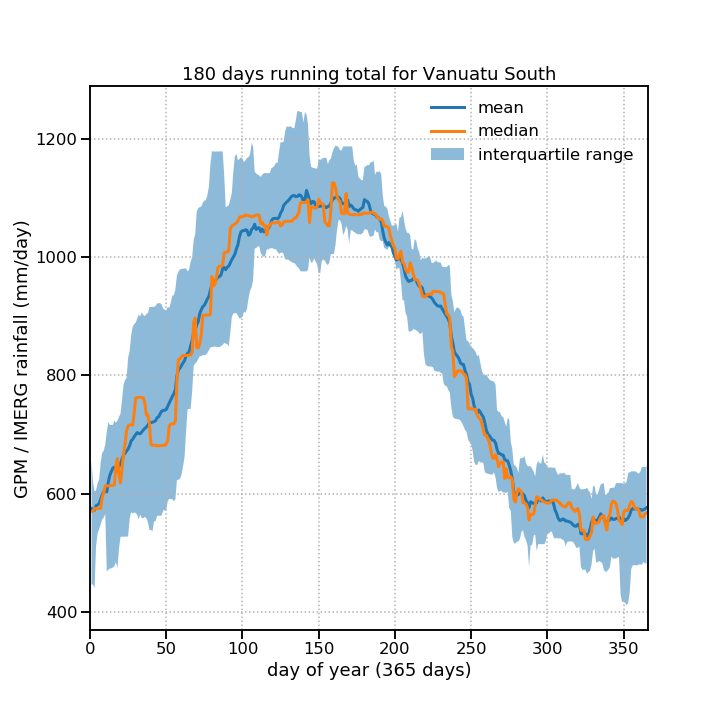 180 days running total for Vanuatu South
mean
median
interquartile range
GPM / IMERG rainfall (mm/day)
1200
1000
800
600
400
0 50 100 150 200 250 300 350
day of year (365 days)